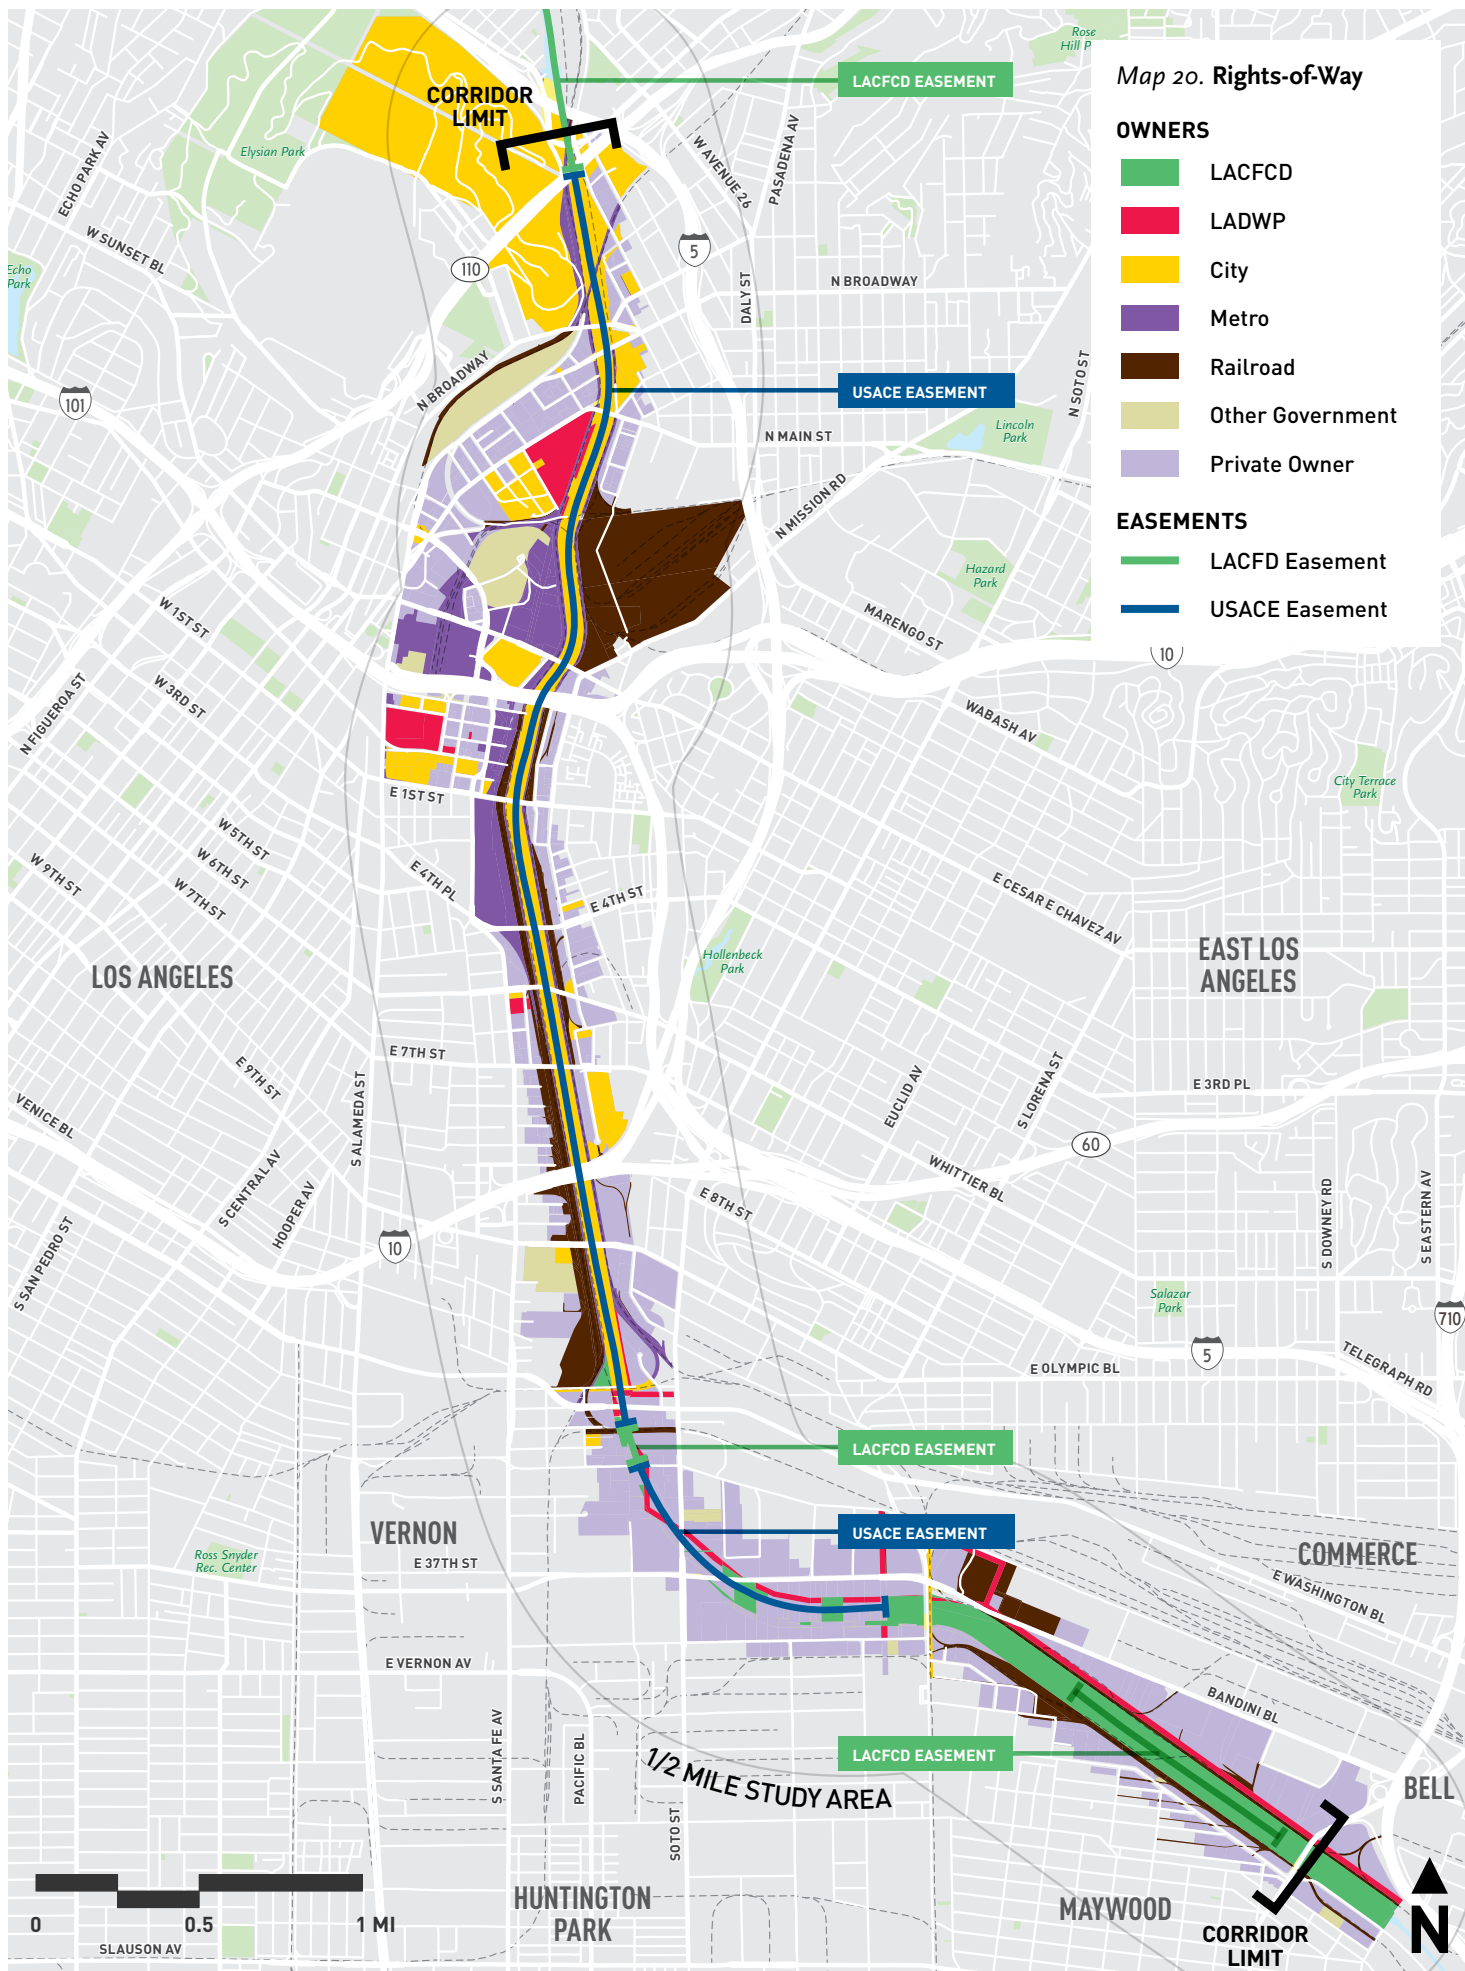 Rose
Hill P
LACFCD EASEMENT
Map 20. Rights-of-Way
CORRIDOR
LIMIT
OWNERS
LACFCD
LADWP
City
Metro
Railroad
Other Government
Private Owner
EASEMENTS
LACFD Easement
USACE Easement
Elysian Park
ECHO PARK AV
W AVENUE 26
PASADENA AV
W SUNSET BL
5
110
Echo
Park
DALY ST
N BROADWAY
N BROADWAY
USACE EASEMENT
N SOTO ST
101
Lincoln
Park
N MAIN ST
N MISSION RD
Hazard
Park
W 1ST ST
MARENGO ST
10
W 3RD ST
N FIGUEROA ST
WABASH AV
City Terrace
Park
E 1ST ST
W 5TH ST
W 6TH ST
W 7TH ST
W 9TH ST
E 4TH PL
E 4TH ST
E CESAR E CHAVEZ AV
Hollenbeck
Park
EAST LOS
ANGELES
LOS ANGELES
E 7TH ST
E 9TH ST
EUCLID AV
S LORENA ST
E 3RD PL
VENICE BL
S ALAMEDA ST
60
S CENTRAL AV
HOOPER AV
WHITTIER BL
E 8TH ST
S DOWNEY RD
S EASTERN AV
S SAN PEDRO ST
10
Salazar
Park
710
5
TELEGRAPH RD
E OLYMPIC BL
LACFCD EASEMENT
VERNON
USACE EASEMENT
Ross Snyder
Rec. Center
E 37TH ST
COMMERCE
E WASHINGTON BL
E VERNON AV
BANDINI BL
S SANTA FE AV
PACIFIC BL
LACFCD EASEMENT
1/2 MILE STUDY AREA
BELL
SOTO ST
HUNTINGTON
PARK
MAYWOOD
0 0.5 1 MI
CORRIDOR
LIMIT
N
SLAUSON AV